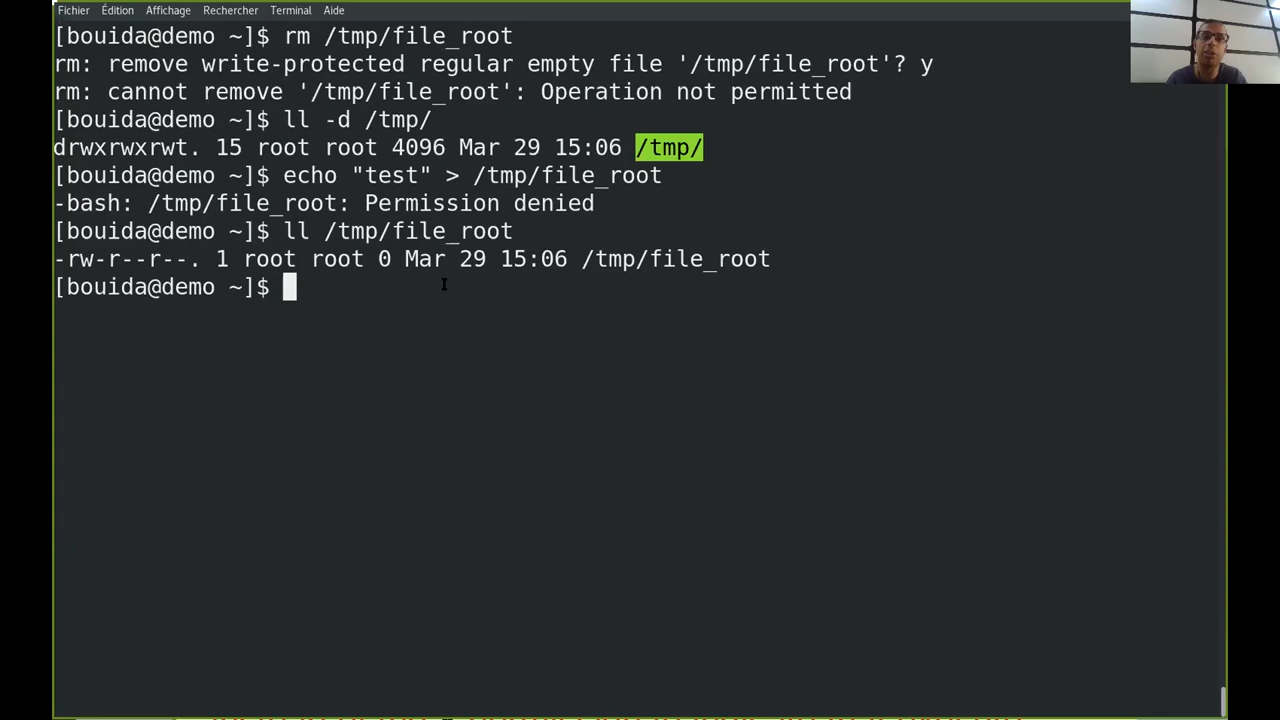 Fichier Édition Affichage Rechercher Terminal Aide
[bouida@demo ~]$ rm /tmp/file_root
rm: remove write-protected regular empty file '/tmp/file_root'? y
rm: cannot remove '/tmp/file_root': Operation not permitted
[bouida@demo ~]$ ll -d /tmp/
drwxrwxrwt. 15 root root 4096 Mar 29 15:06 /tmp/
[bouida@demo ~]$ echo "test" > /tmp/file_root
-bash: /tmp/file_root: Permission denied
[bouida@demo ~]$ ll /tmp/file_root
-rw-r--r--. 1 root root 0 Mar 29 15:06 /tmp/file_root
[bouida@demo ~]$